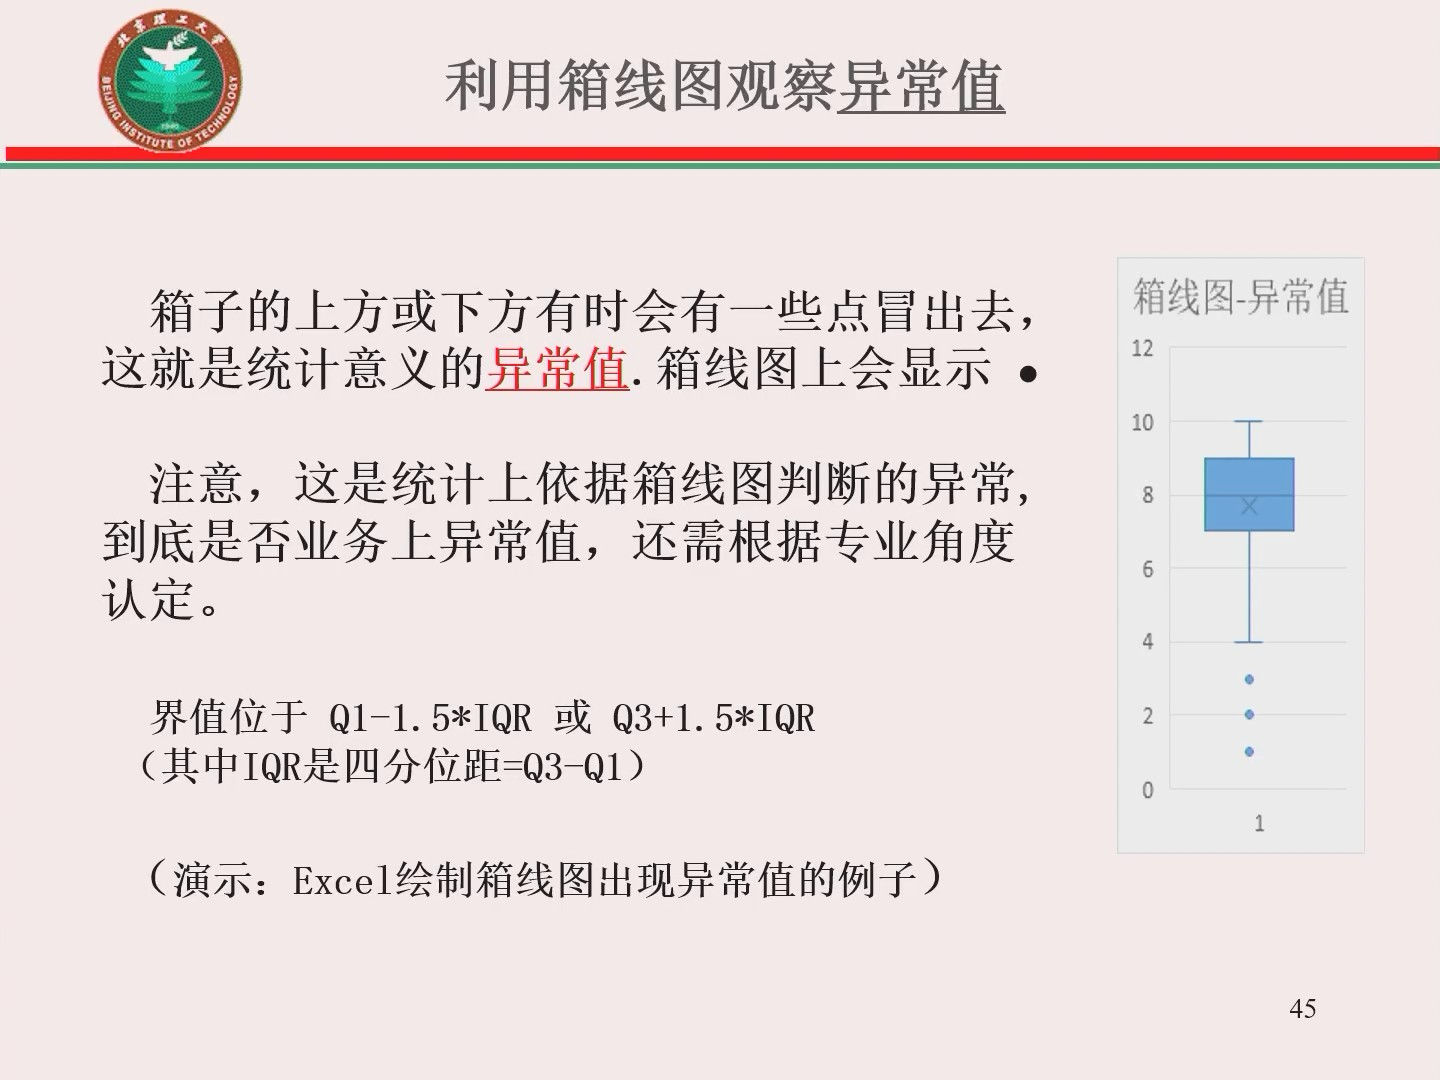 北京理工大学
BEIJING INSTITUTE OF TECHNOLOGY
1940
利用箱线图观察异常值
箱子的上方或下方有时会有一些点冒出去，
这就是统计意义的异常值.箱线图上会显示 ●
注意，这是统计上依据箱线图判断的异常，
到底是否业务上异常值，还需根据专业角度
认定。
界值位于 Q1-1.5*IQR 或 Q3+1.5*IQR
（其中IQR是四分位距=Q3-Q1）
（演示：Excel绘制箱线图出现异常值的例子）
箱线图-异常值
12
10
8
6
4
2
0
1
45